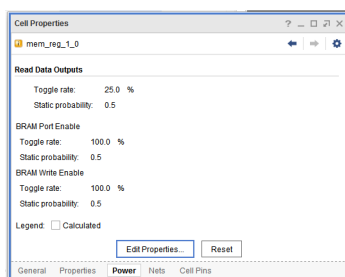 Cell Properties
mem_reg_1_0
Read Data Outputs
Toggle rate: 25.0 %
Static probability: 0.5
BRAM Port Enable
Toggle rate: 100.0 %
Static probability: 0.5
BRAM Write Enable
Toggle rate: 100.0 %
Static probability: 0.5
Legend: Calculated
Edit Properties... Reset
General Properties Power Nets Cell Pins